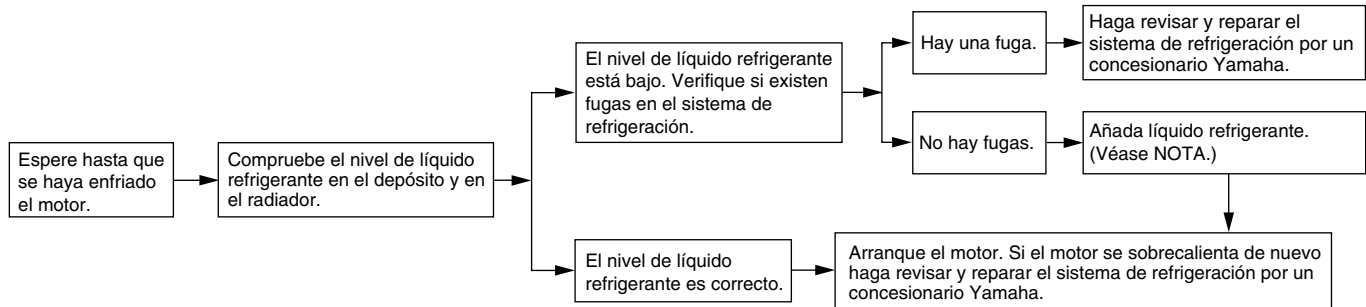 Espere hasta que
se haya enfriado
el motor.
Compruebe el nivel de líquido
refrigerante en el depósito y en
el radiador.
El nivel de líquido refrigerante
está bajo. Verifique si existen
fugas en el sistema de
refrigeración.
Hay una fuga.
Haga revisar y reparar el
sistema de refrigeración por un
concesionario Yamaha.
No hay fugas.
Añada líquido refrigerante.
(Véase NOTA.)
El nivel de líquido
refrigerante es correcto.
Arranque el motor. Si el motor se sobrecalienta de nuevo
haga revisar y reparar el sistema de refrigeración por un
concesionario Yamaha.